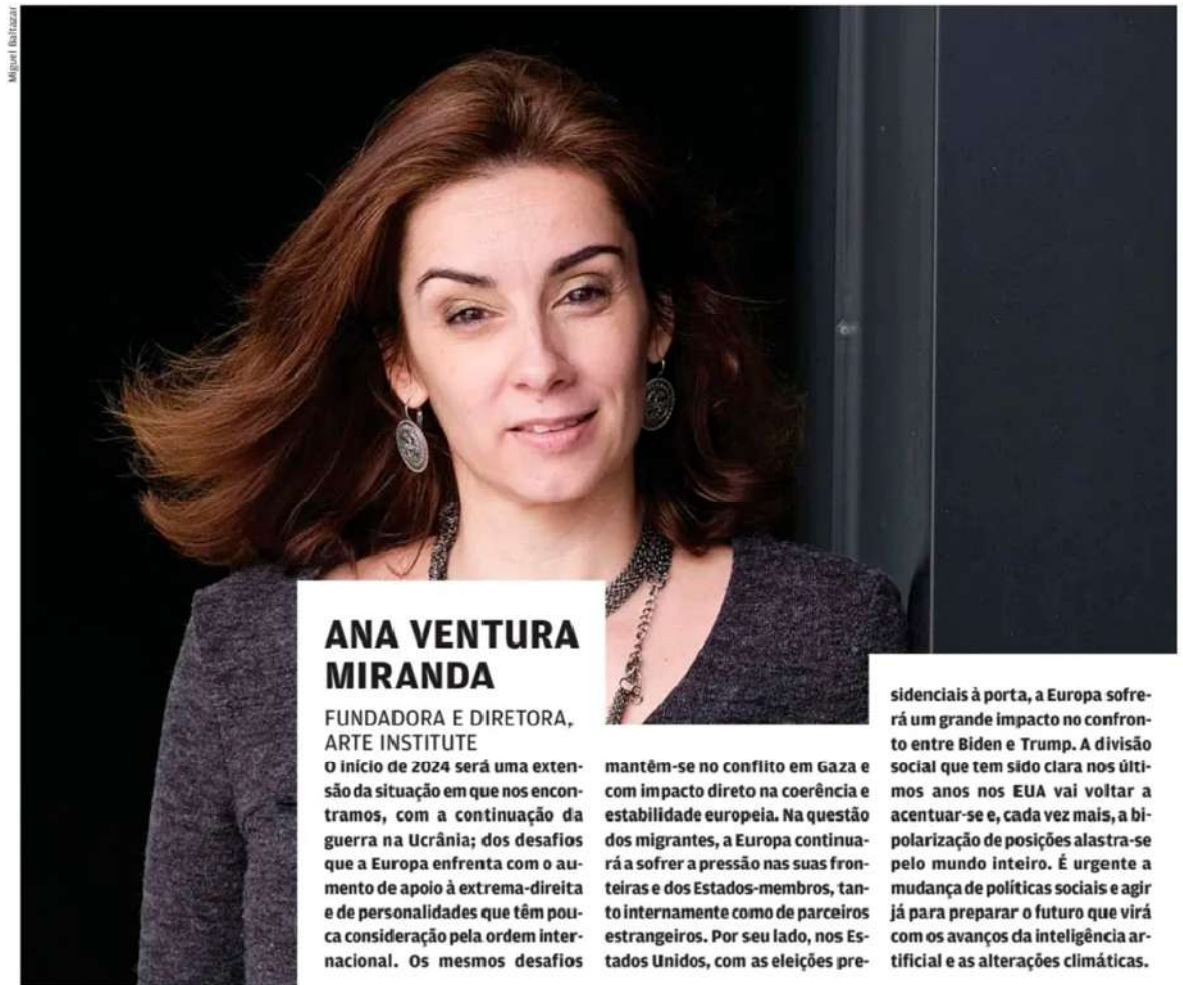 Miguel Baltazar
ANA VENTURA
MIRANDA
FUNDADORA E DIRETORA,
ARTE INSTITUTE
O início de 2024 será uma exten-
são da situação em que nos encon-
tramos, com a continuação da
guerra na Ucrânia; dos desafios
que a Europa enfrenta com o au-
mento de apoio à extrema-direita
e de personalidades que têm pou-
ca consideração pela ordem inter-
nacional. Os mesmos desafios
mantêm-se no conflito em Gaza e
com impacto direto na coerência e
estabilidade europeia. Na questão
dos migrantes, a Europa continua-
rá a sofrer a pressão nas suas fron-
teiras e dos Estados-membros, tan-
to internamente como de parceiros
estrangeiros. Por seu lado, nos Es-
tados Unidos, com as eleições pre-
sidenciais à porta, a Europa sofre-
rá um grande impacto no confron-
to entre Biden e Trump. A divisão
social que tem sido clara nos últi-
mos anos nos EUA vai voltar a
acentuar-se e, cada vez mais, a bi-
polarização de posições alastra-se
pelo mundo inteiro. É urgente a
mudança de políticas sociais e agir
já para preparar o futuro que virá
com os avanços da inteligência ar-
tificial e as alterações climáticas.